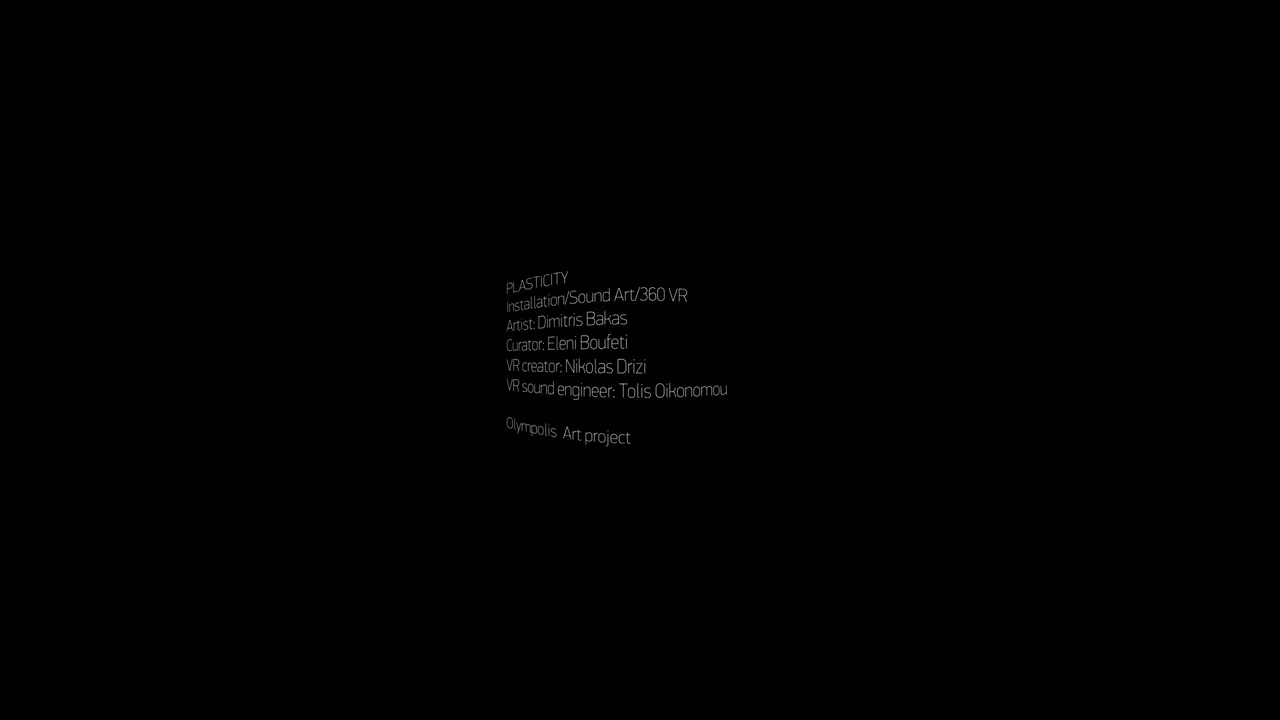 PLASTICITY
Installation/Sound Art/360 VR
Artist: Dimitris Bakas
Curator: Eleni Boufeti
VR creator: Nikolas Drizi
VR sound engineer: Tolis Oikonomou
Olympolis Art project